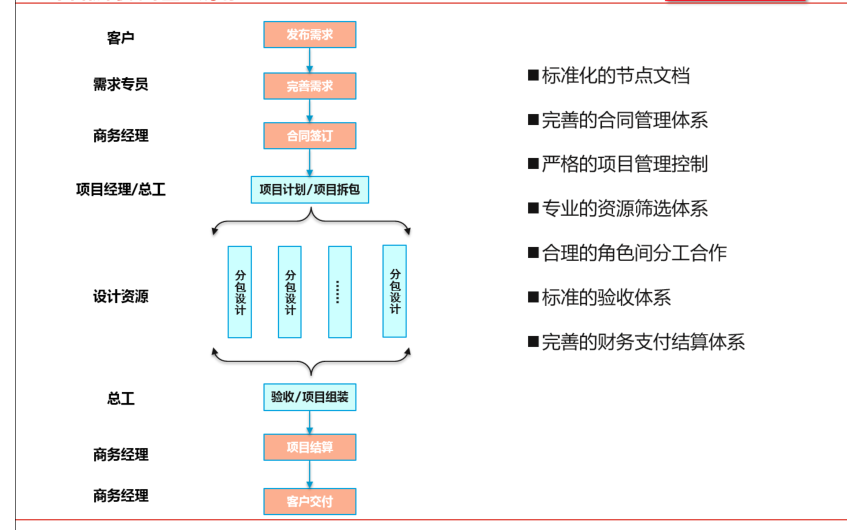 客户
发布需求
需求专员
完善需求
商务经理
合同签订
项目经理/总工
项目计划/项目拆包
设计资源
分包设计
分包设计
……
分包设计
总工
验收/项目组装
商务经理
项目结算
商务经理
客户交付
■标准化的节点文档
■完善的合同管理体系
■严格的项目管理控制
■专业的资源筛选体系
■合理的角色间分工合作
■标准的验收体系
■完善的财务支付结算体系